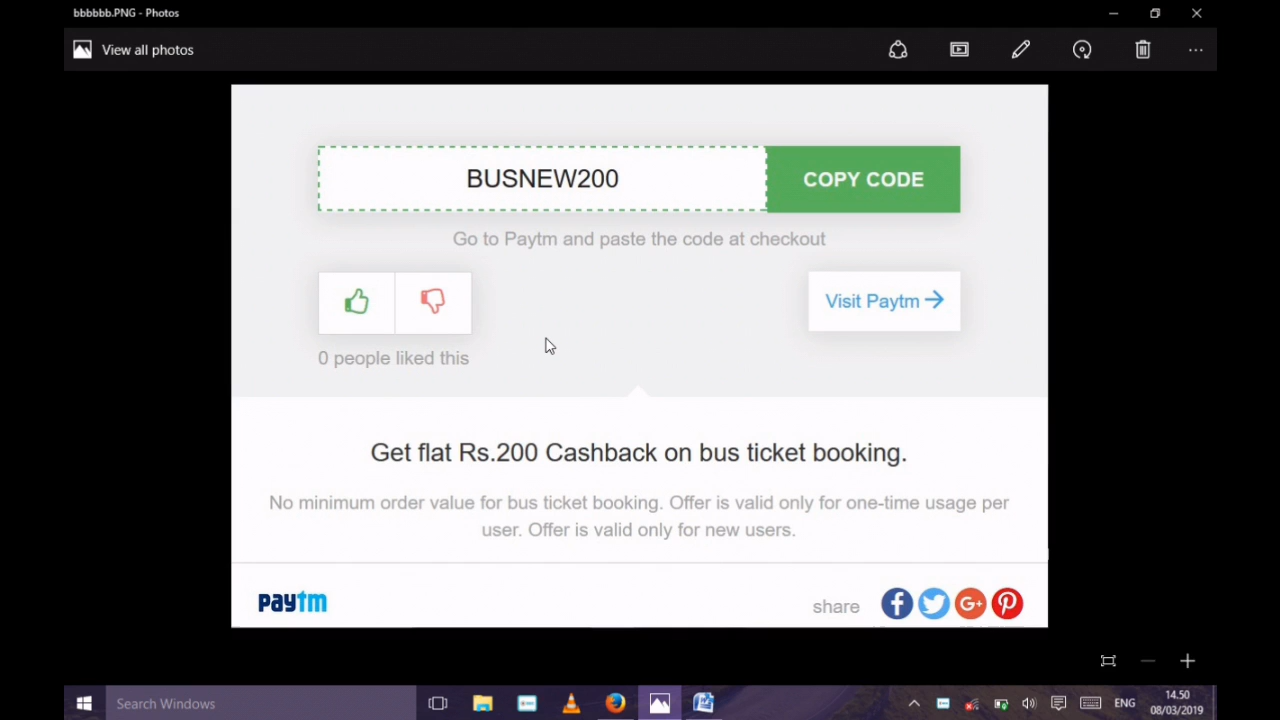 bbbbbb.PNG - Photos
View all photos
BUSNEW200
COPY CODE
Go to Paytm and paste the code at checkout
Visit Paytm →
0 people liked this
Get flat Rs.200 Cashback on bus ticket booking.
No minimum order value for bus ticket booking. Offer is valid only for one-time usage per
user. Offer is valid only for new users.
paytm
share
Search Windows
ENG
14.50
08/03/2019